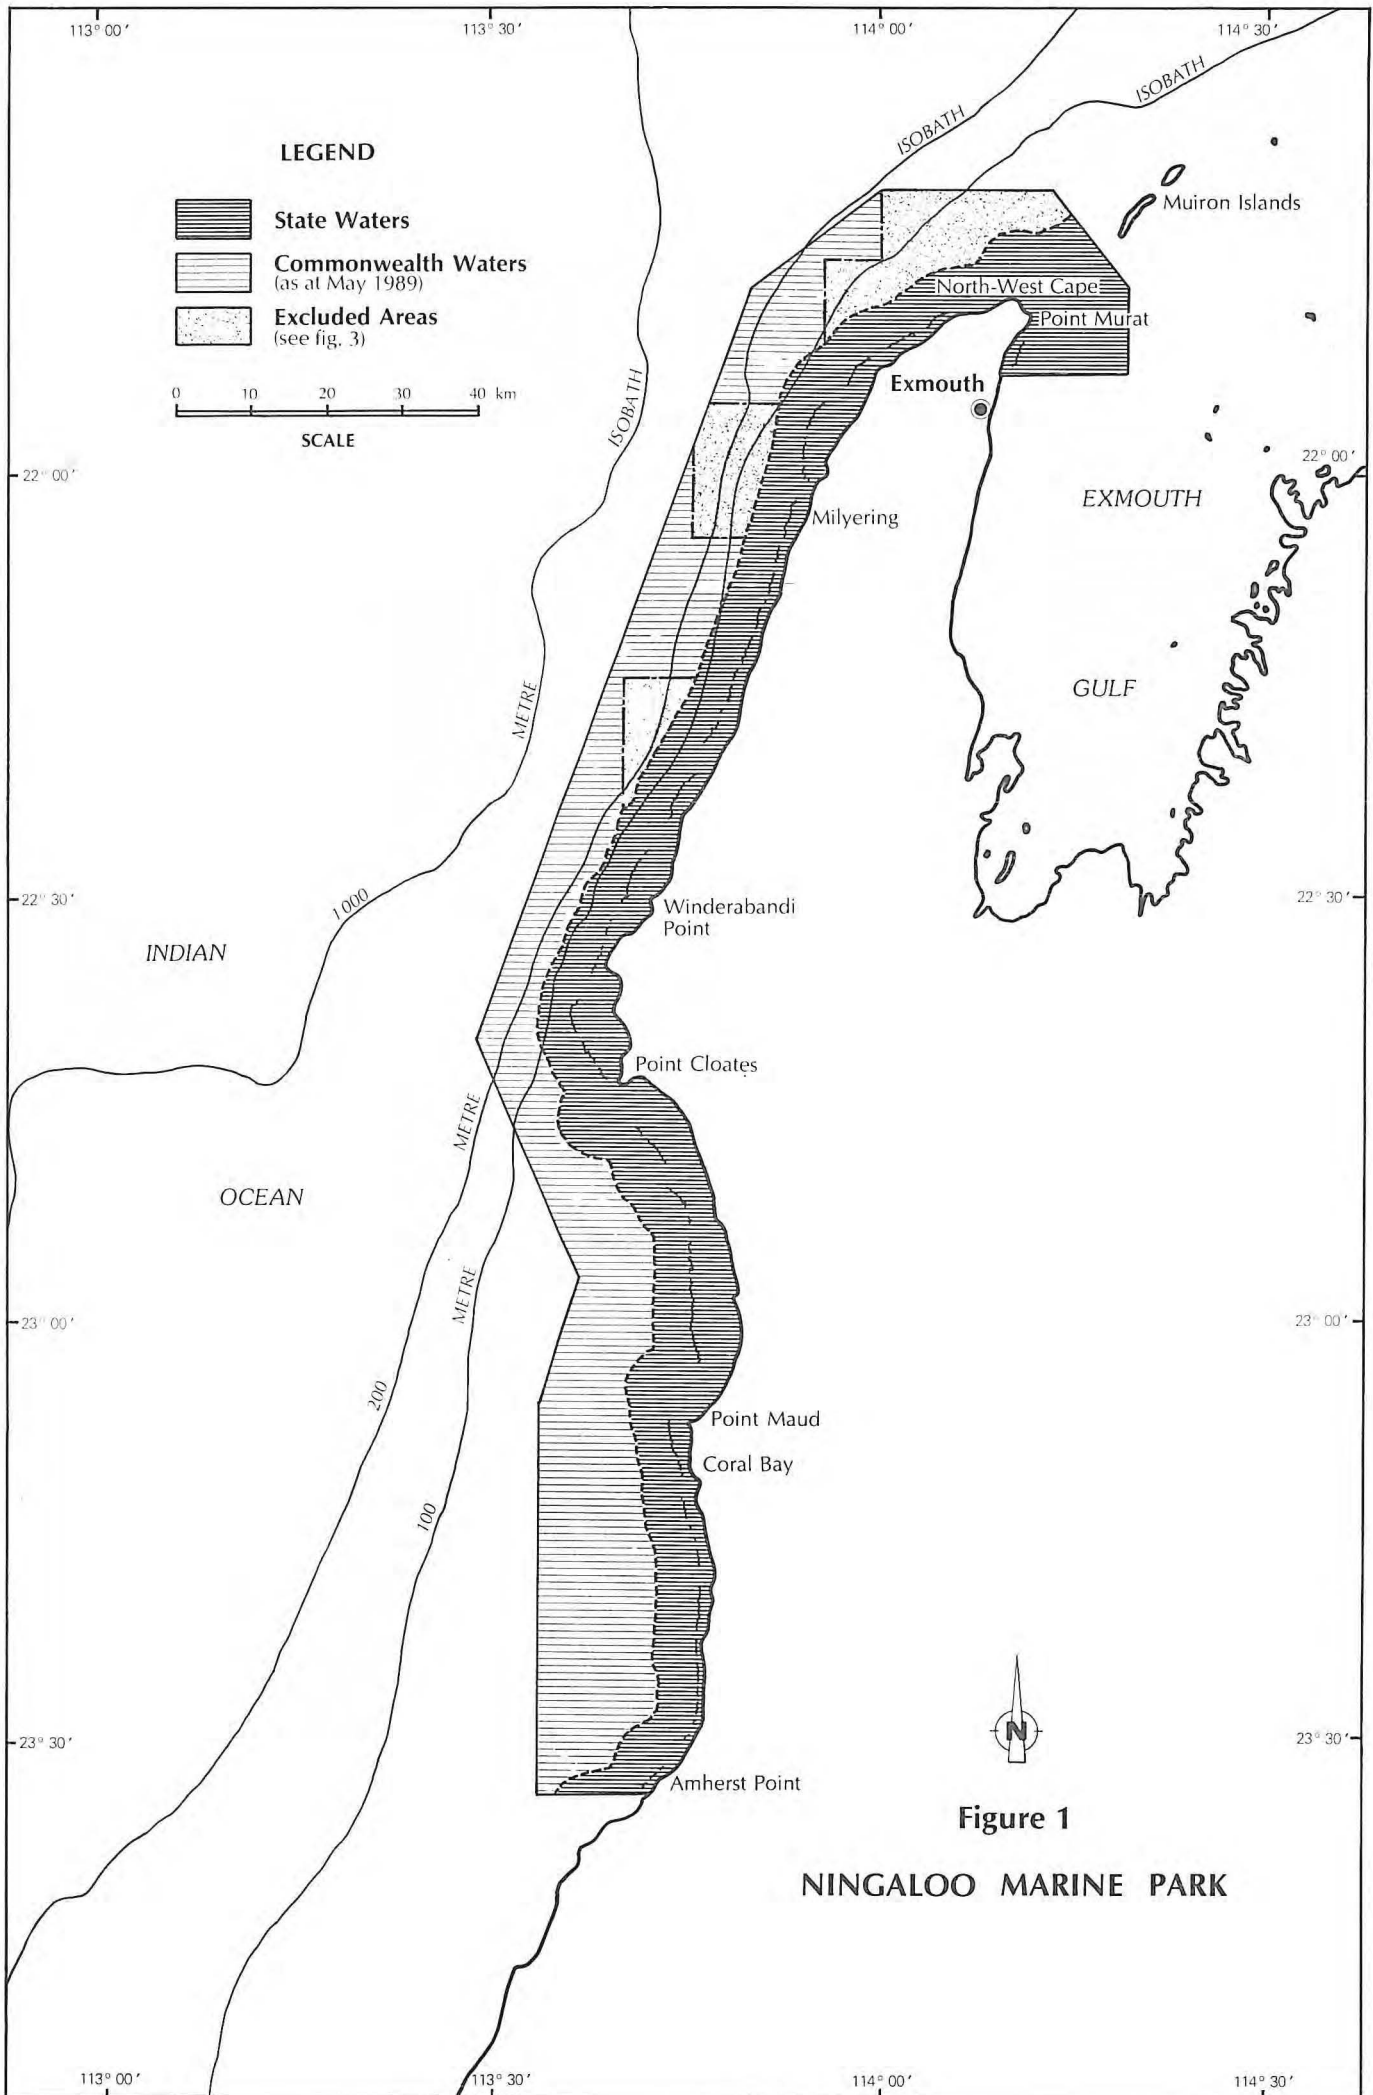 113° 00'
113° 30'
114° 00'
114° 30'
ISOBATH
ISOBATH
LEGEND
State Waters
Commonwealth Waters
(as at May 1989)
Excluded Areas
(see fig. 3)
0 10 20 30 40 km
SCALE
Muiron Islands
North-West Cape
Point Murat
Exmouth
ISOBATH
22° 00'
22° 00'
EXMOUTH
Milyering
GULF
METRE
1000
22° 30'
22° 30'
Winderabandi
Point
INDIAN
Point Cloates
METRE
OCEAN
METRE
23° 00'
23° 00'
200
Point Maud
Coral Bay
100
N
23° 30'
23° 30'
Amherst Point
Figure 1
NINGALOO MARINE PARK
113° 00'
113° 30'
114° 00'
114° 30'